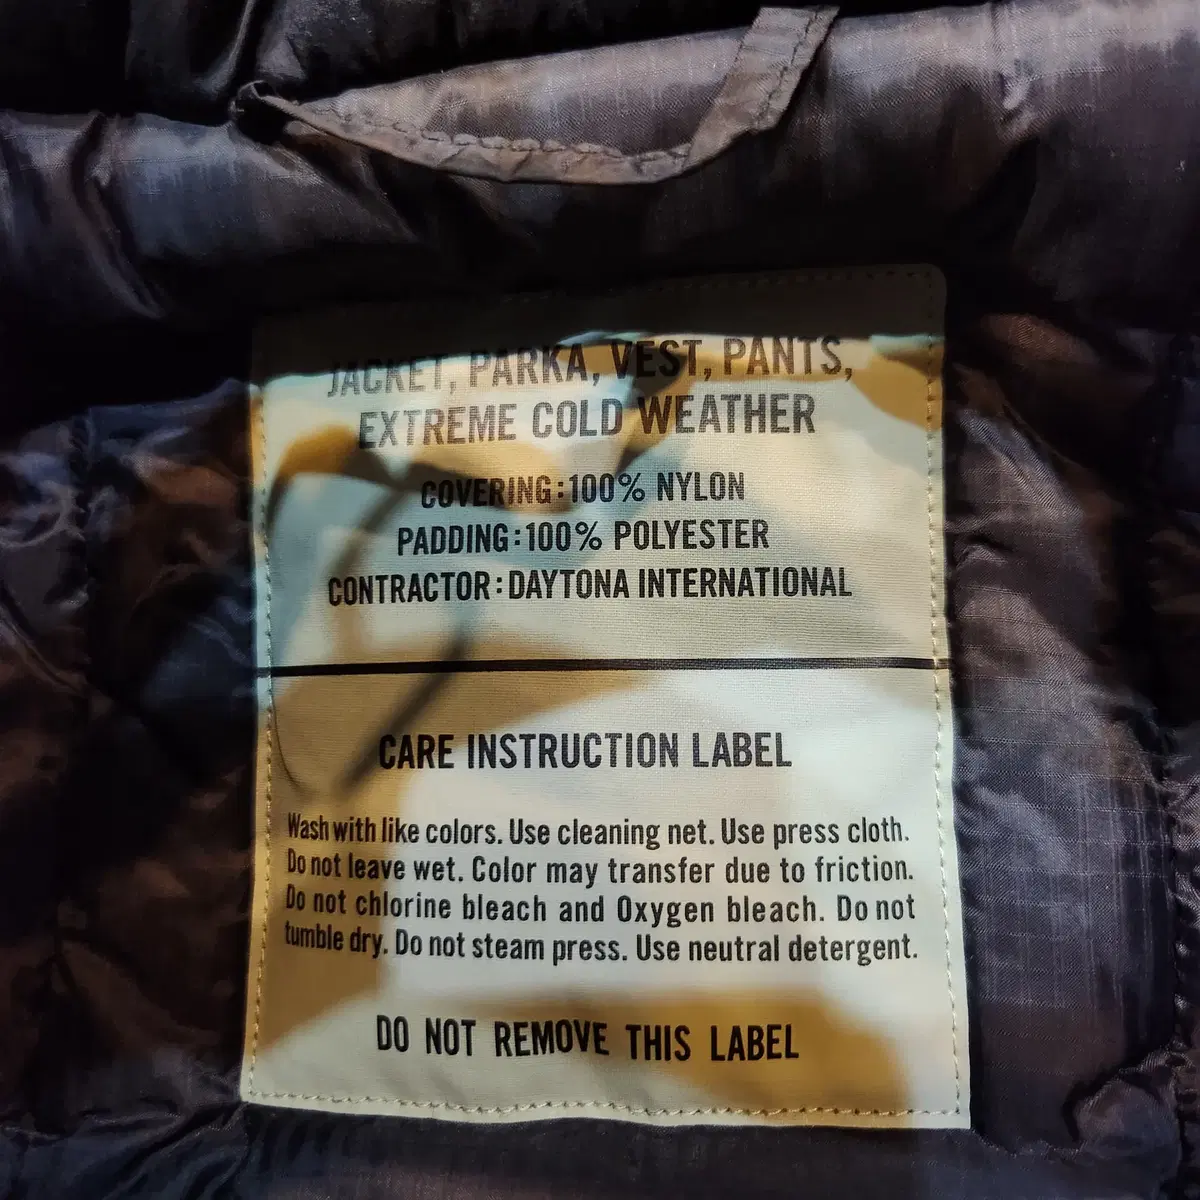 JACKET, PARKA, VEST, PANTS,
EXTREME COLD WEATHER
COVERING:100% NYLON
PADDING:100% POLYESTER
CONTRACTOR:DAYTONA INTERNATIONAL
CARE INSTRUCTION LABEL
Wash with like colors. Use cleaning net. Use press cloth.
Do not leave wet. Color may transfer due to friction.
Do not chlorine bleach and Oxygen bleach. Do not
tumble dry. Do not steam press. Use neutral detergent.
DO NOT REMOVE THIS LABEL